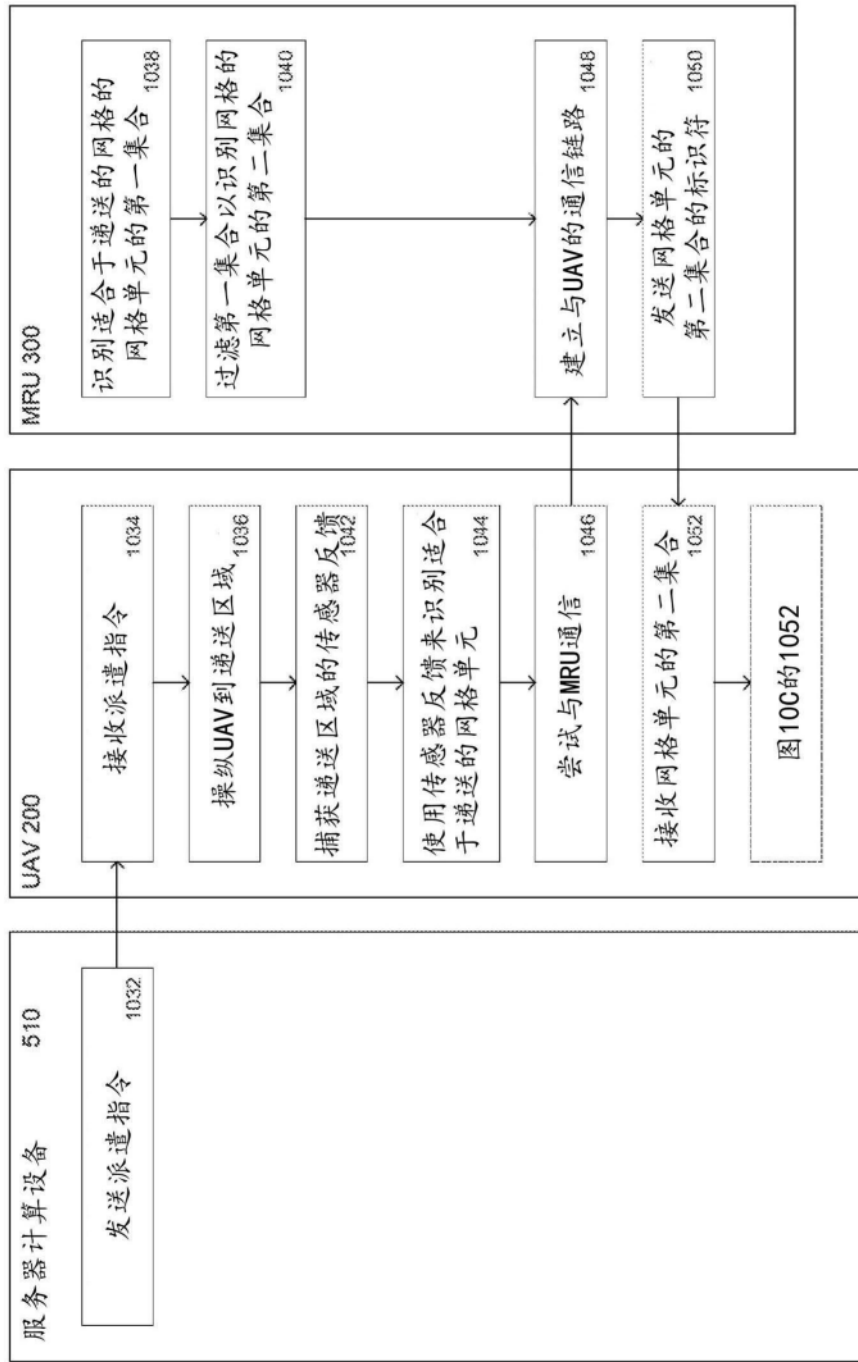 服务器计算设备 510
发送派遣指令
1032
UAV 200
接收派遣指令
1034
操纵UAV到递送区域
1036
捕获递送区域的传感器反馈
1042
使用传感器反馈来识别适合
于递送的网格单元
1044
尝试与MRU通信
1046
接收网格单元的第二集合
1052
图10C的1052
MRU 300
识别适合于递送的网格的
网格单元的第一集合
1038
过滤第一集合以识别网格的
网格单元的第二集合
1040
建立与UAV的通信链路
1048
发送网格单元的
第二集合的标识符
1050